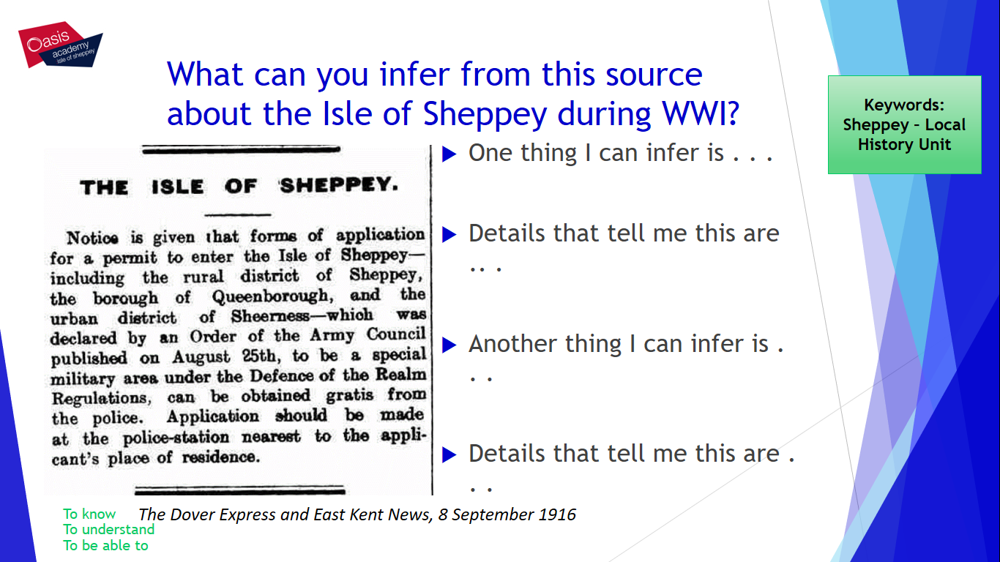 Oasis
academy
isle of sheppey
What can you infer from this source
about the Isle of Sheppey during WWI?
Keywords:
Sheppey – Local
History Unit
THE ISLE OF SHEPPEY.
Notice is given that forms of application
for a permit to enter the Isle of Sheppey—
including the rural district of Sheppey,
the borough of Queenborough, and the
urban district of Sheerness—which was
declared by an Order of the Army Council
published on August 25th, to be a special
military area under the Defence of the Realm
Regulations, can be obtained gratis from
the police. Application should be made
at the police-station nearest to the appli-
cant's place of residence.
One thing I can infer is . . .
Details that tell me this are
.. .
Another thing I can infer is .
. .
Details that tell me this are .
. .
The Dover Express and East Kent News, 8 September 1916
To know
To understand
To be able to